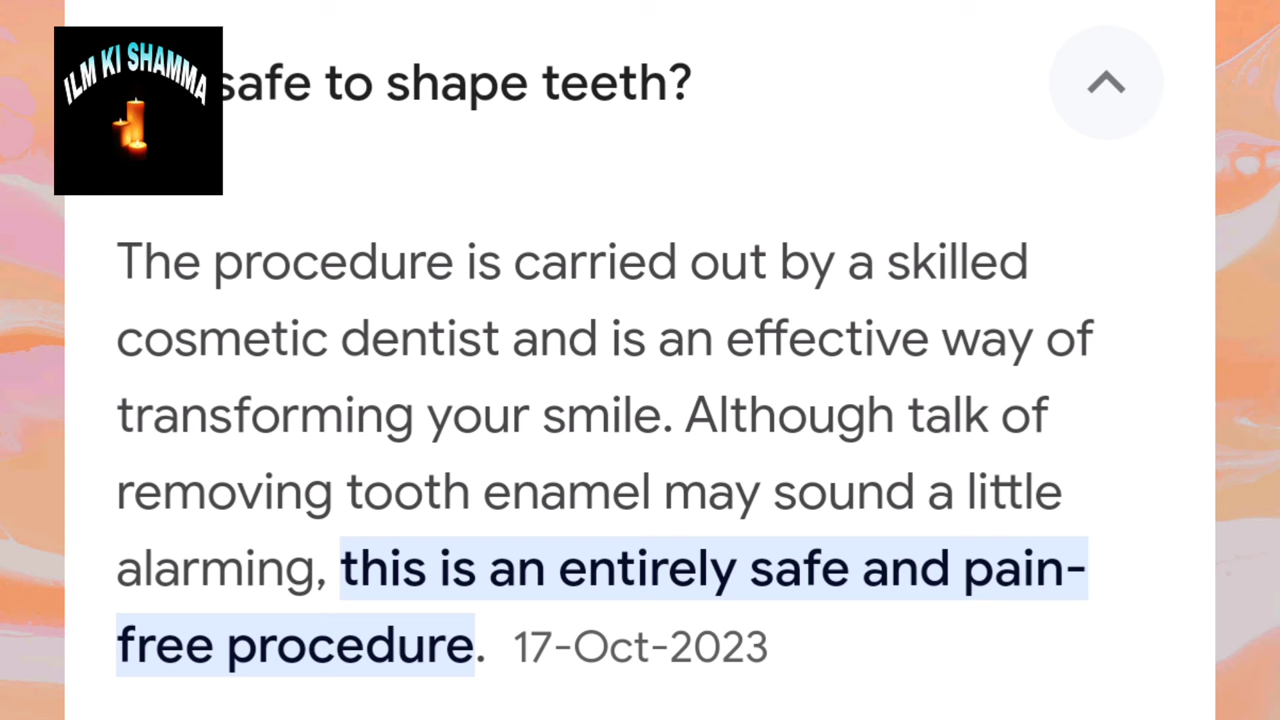 ILM KI SHAMMA
safe to shape teeth?
The procedure is carried out by a skilled
cosmetic dentist and is an effective way of
transforming your smile. Although talk of
removing tooth enamel may sound a little
alarming, this is an entirely safe and pain-
free procedure. 17-Oct-2023